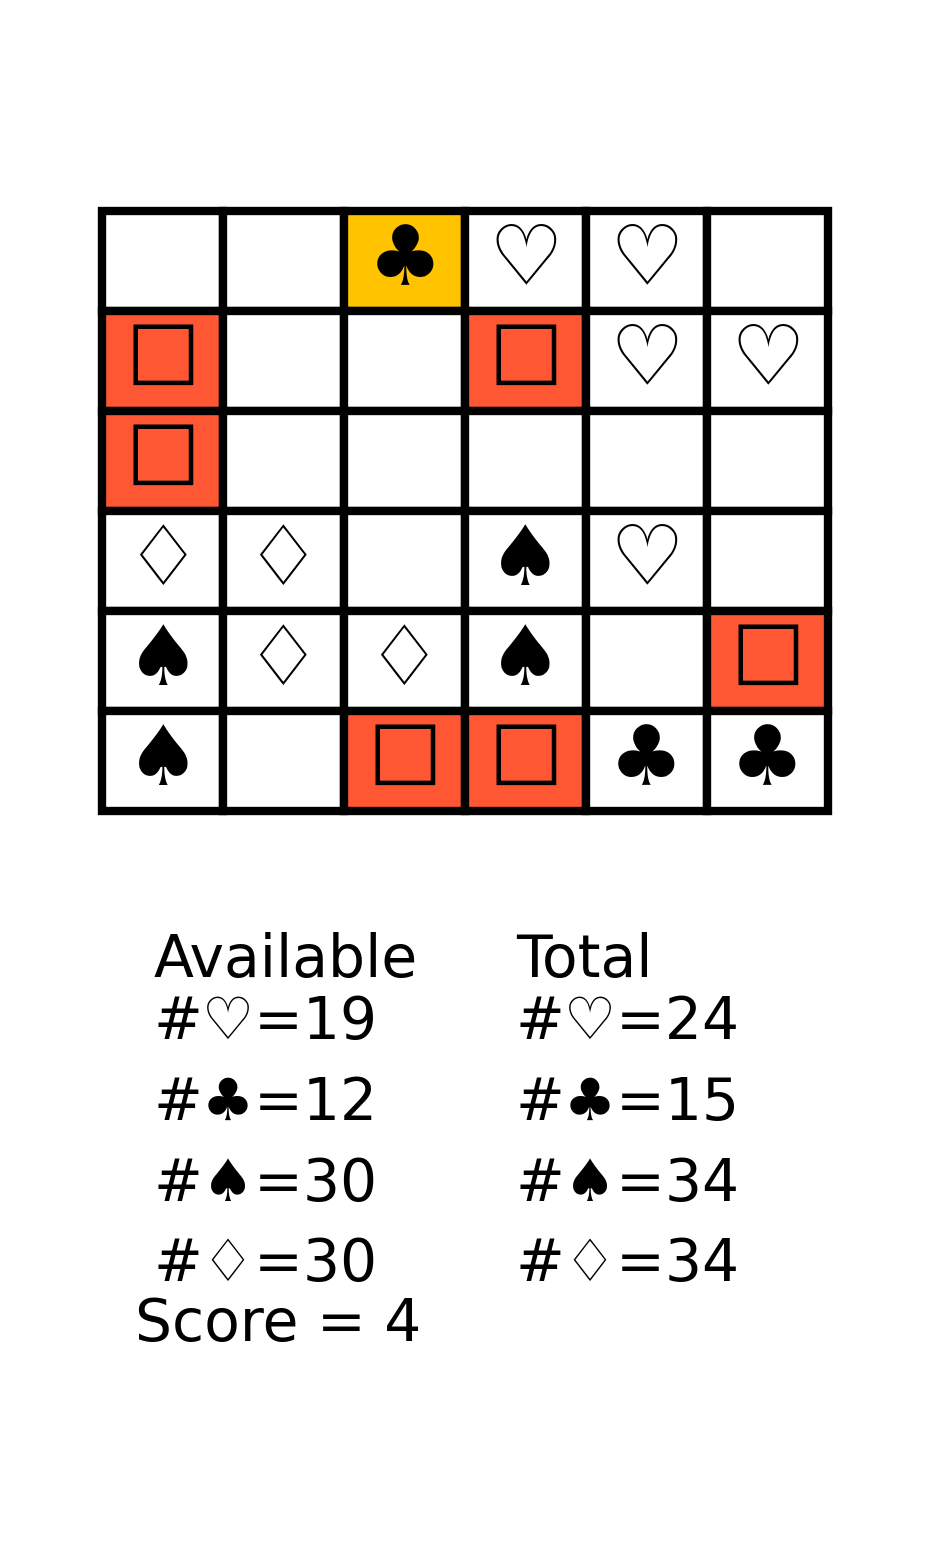 ♣ ♡ ♡
□ □ ♡ ♡
□
♢ ♢ ♠ ♡
♠ ♢ ♢ ♠ □
♠ □ □ ♣ ♣
Available Total
#♡=19 #♡=24
#♣=12 #♣=15
#♠=30 #♠=34
#♢=30 #♢=34
Score = 4